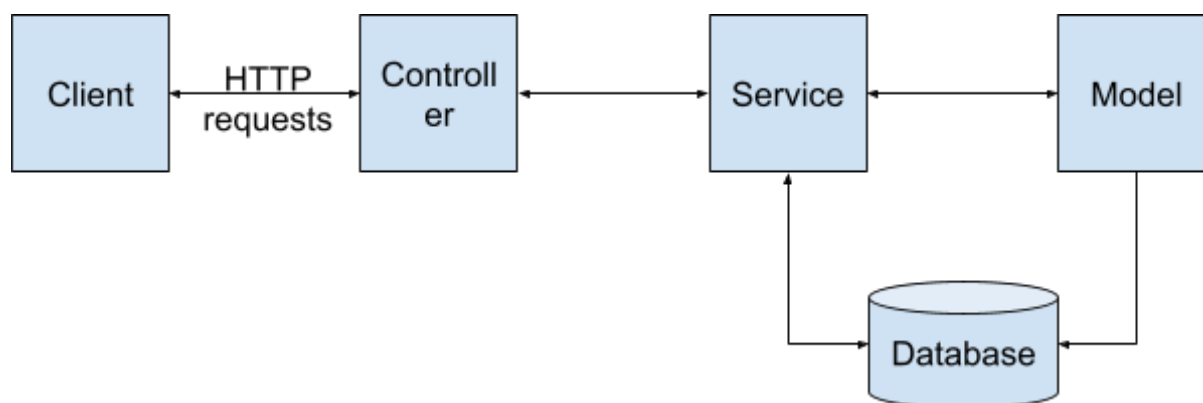 Client
HTTP
requests
Controll
er
Service
Model
Database